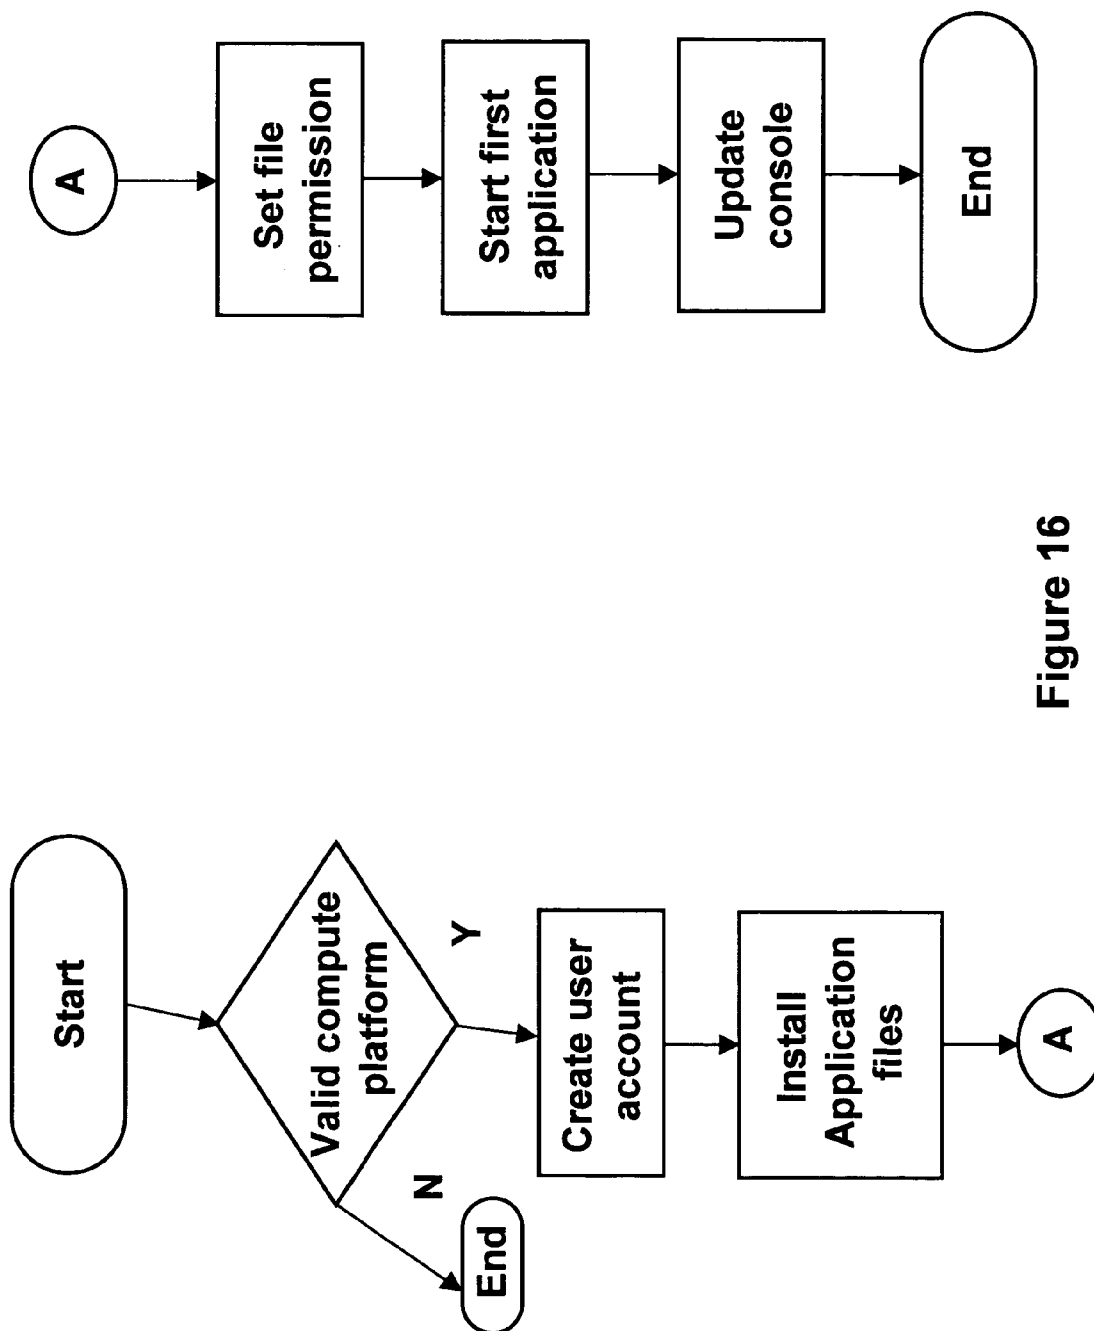 Start
Valid compute
platform
N
Y
End
Create user
account
Install
Application
files
A
A
Set file
permission
Start first
application
Update
console
End
Figure 16